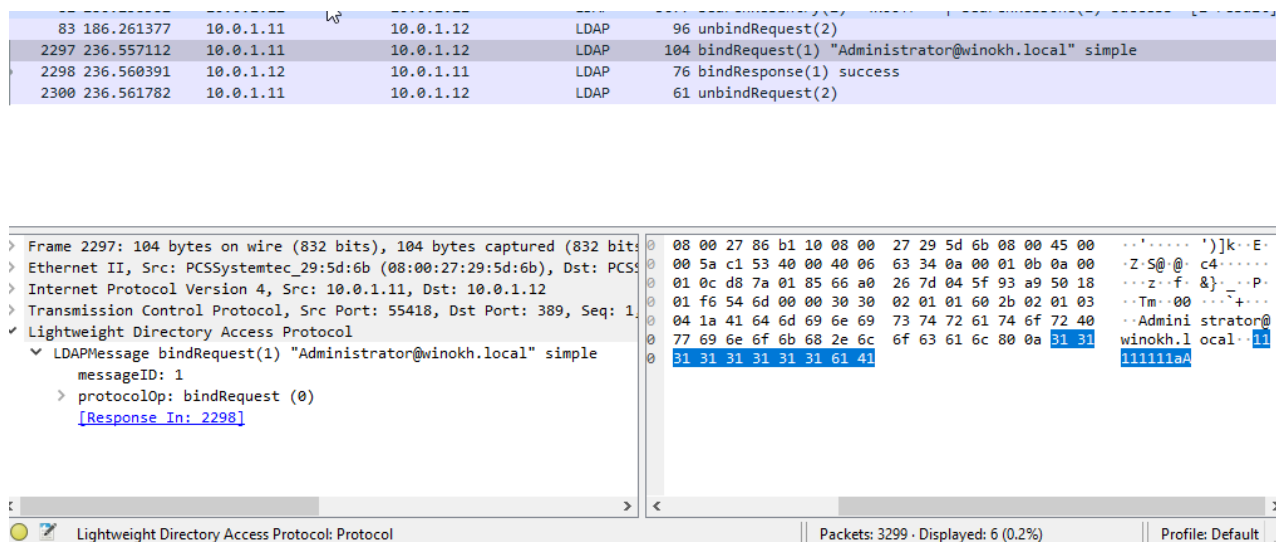 83 186.261377 10.0.1.11 10.0.1.12 LDAP 96 unbindRequest(2)
2297 236.557112 10.0.1.11 10.0.1.12 LDAP 104 bindRequest(1) "Administrator@winokh.local" simple
2298 236.560391 10.0.1.12 10.0.1.11 LDAP 76 bindResponse(1) success
2300 236.561782 10.0.1.11 10.0.1.12 LDAP 61 unbindRequest(2)
Frame 2297: 104 bytes on wire (832 bits), 104 bytes captured (832 bits
Ethernet II, Src: PCSSystemtec_29:5d:6b (08:00:27:29:5d:6b), Dst: PCSS
Internet Protocol Version 4, Src: 10.0.1.11, Dst: 10.0.1.12
Transmission Control Protocol, Src Port: 55418, Dst Port: 389, Seq: 1,
Lightweight Directory Access Protocol
LDAPMessage bindRequest(1) "Administrator@winokh.local" simple
messageID: 1
protocolOp: bindRequest (0)
[Response In: 2298]
0 08 00 27 86 b1 10 08 00 27 29 5d 6b 08 00 45 00 ··'····· ')]k··E·
0 00 5a c1 53 40 00 40 06 63 34 0a 00 01 0b 0a 00 ·Z·S@·@· c4······
0 01 0c d8 7a 01 85 66 a0 26 7d 04 5f 93 a9 50 18 ···z··f· &}·_··P·
0 01 f6 54 6d 00 00 30 30 02 01 01 60 2b 02 01 03 ··Tm··00 ···`+···
0 04 1a 41 64 6d 69 6e 69 73 74 72 61 74 6f 72 40 ··Admini strator@
0 77 69 6e 6f 6b 68 2e 6c 6f 63 61 6c 80 0a 31 31 winokh.l ocal··11
0 31 31 31 31 31 31 61 41 111111aA
Lightweight Directory Access Protocol: Protocol
Packets: 3299 · Displayed: 6 (0.2%)
Profile: Default